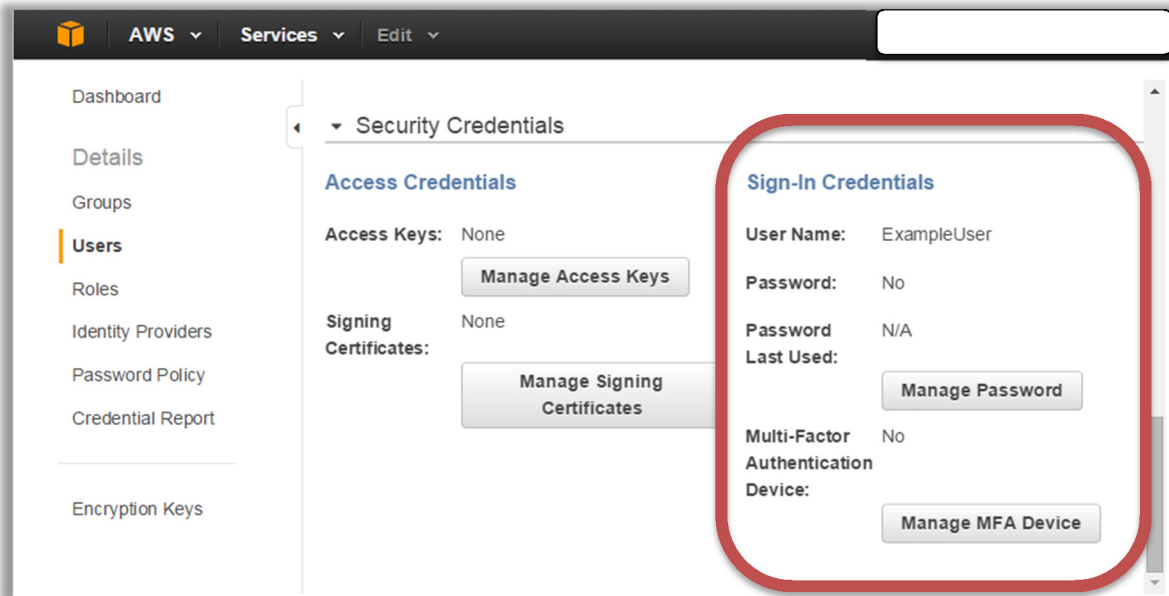 AWS Services Edit
Dashboard
Details
Groups
Users
Roles
Identity Providers
Password Policy
Credential Report
Encryption Keys
Security Credentials
Access Credentials
Access Keys: None
Manage Access Keys
Signing
Certificates:
None
Manage Signing
Certificates
Sign-In Credentials
User Name: ExampleUser
Password: No
Password
Last Used:
N/A
Manage Password
Multi-Factor
Authentication
Device:
No
Manage MFA Device